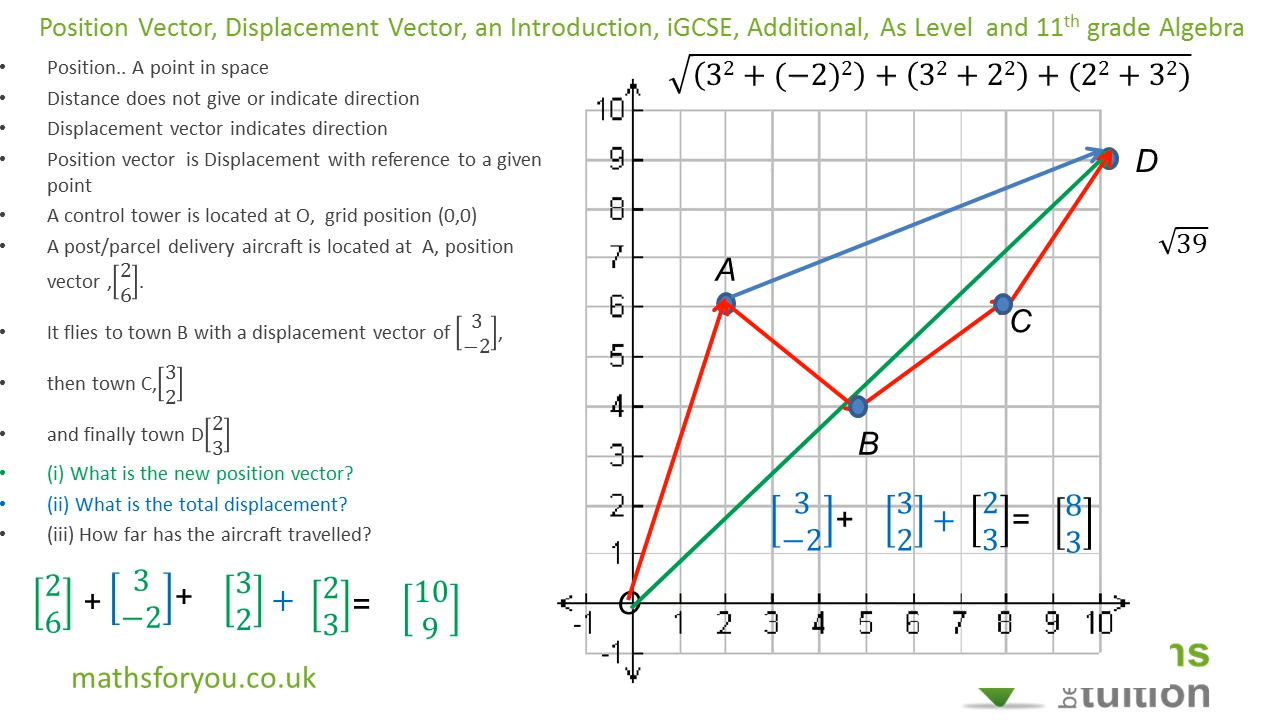 Position Vector, Displacement Vector, an Introduction, iGCSE, Additional, As Level and 11th grade Algebra
• Position.. A point in space
• Distance does not give or indicate direction
• Displacement vector indicates direction
• Position vector is Displacement with reference to a given
point
• A control tower is located at O, grid position (0,0)
• A post/parcel delivery aircraft is located at A, position
vector ,[2 6].
• It flies to town B with a displacement vector of [3 −2],
• then town C,[3 2]
• and finally town D[2 3]
• (i) What is the new position vector?
• (ii) What is the total displacement?
• (iii) How far has the aircraft travelled?
[2 6] + [3 −2]+ [3 2] + [2 3]= [10 9]
mathsforyou.co.uk
√(3² + (−2)²) + (3² + 2²) + (2² + 3²)
10
9
8
7
6
5
4
3
2
1
-1
-1 1 2 3 4 5 6 7 8 9 10
O
A
B
C
D
√39
[3 −2]+ [3 2] + [2 3]= [8 3]
ns
be tuition